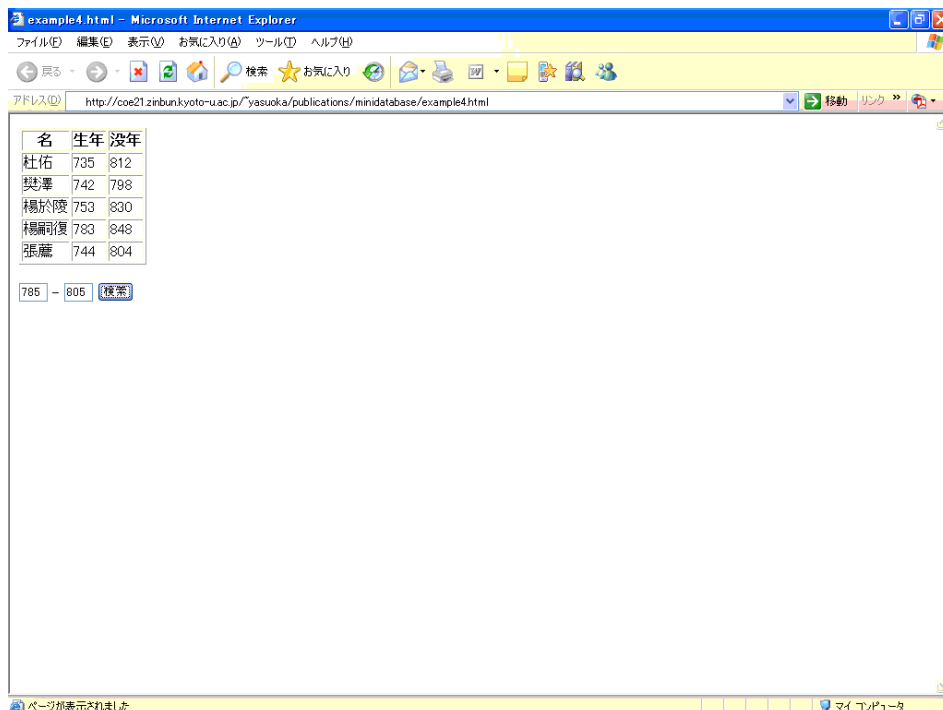 example4.html - Microsoft Internet Explorer
ファイル(F) 編集(E) 表示(V) お気に入り(A) ツール(T) ヘルプ(H)
戻る 検索 お気に入り
アドレス(D) http://coe21.zinbun.kyoto-u.ac.jp/~yasuoka/publications/minidatabase/example4.html 移動 リンク »
名 生年 没年
杜佑 735 812
樊澤 742 798
楊於陵 753 830
楊嗣復 783 848
張薦 744 804
785 - 805 検索
ページが表示されました マイ コンピュータ